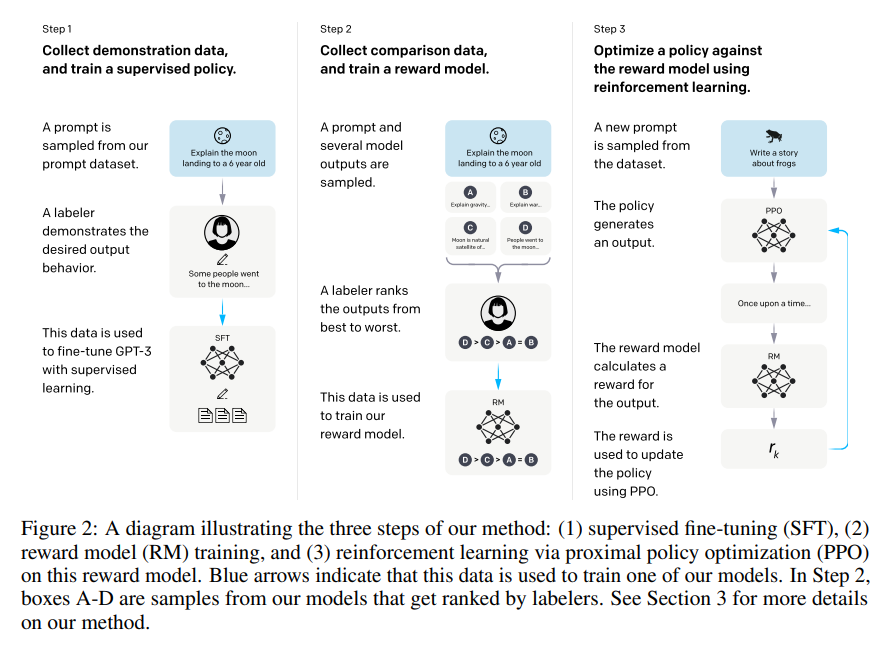 Step 1
Collect demonstration data,
and train a supervised policy.
A prompt is
sampled from our
prompt dataset.
Explain the moon
landing to a 6 year old
A labeler
demonstrates the
desired output
behavior.
Some people went
to the moon...
This data is used
to fine-tune GPT-3
with supervised
learning.
SFT
Step 2
Collect comparison data,
and train a reward model.
A prompt and
several model
outputs are
sampled.
Explain the moon
landing to a 6 year old
A
Explain gravity...
B
Explain war...
C
Moon is natural
satellite of...
D
People went to
the moon...
A labeler ranks
the outputs from
best to worst.
D > C > A = B
This data is used
to train our
reward model.
RM
D > C > A = B
Step 3
Optimize a policy against
the reward model using
reinforcement learning.
A new prompt
is sampled from
the dataset.
Write a story
about frogs
The policy
generates
an output.
PPO
Once upon a time...
The reward model
calculates a
reward for
the output.
RM
The reward is
used to update
the policy
using PPO.
rk
Figure 2: A diagram illustrating the three steps of our method: (1) supervised fine-tuning (SFT), (2)
reward model (RM) training, and (3) reinforcement learning via proximal policy optimization (PPO)
on this reward model. Blue arrows indicate that this data is used to train one of our models. In Step 2,
boxes A-D are samples from our models that get ranked by labelers. See Section 3 for more details
on our method.